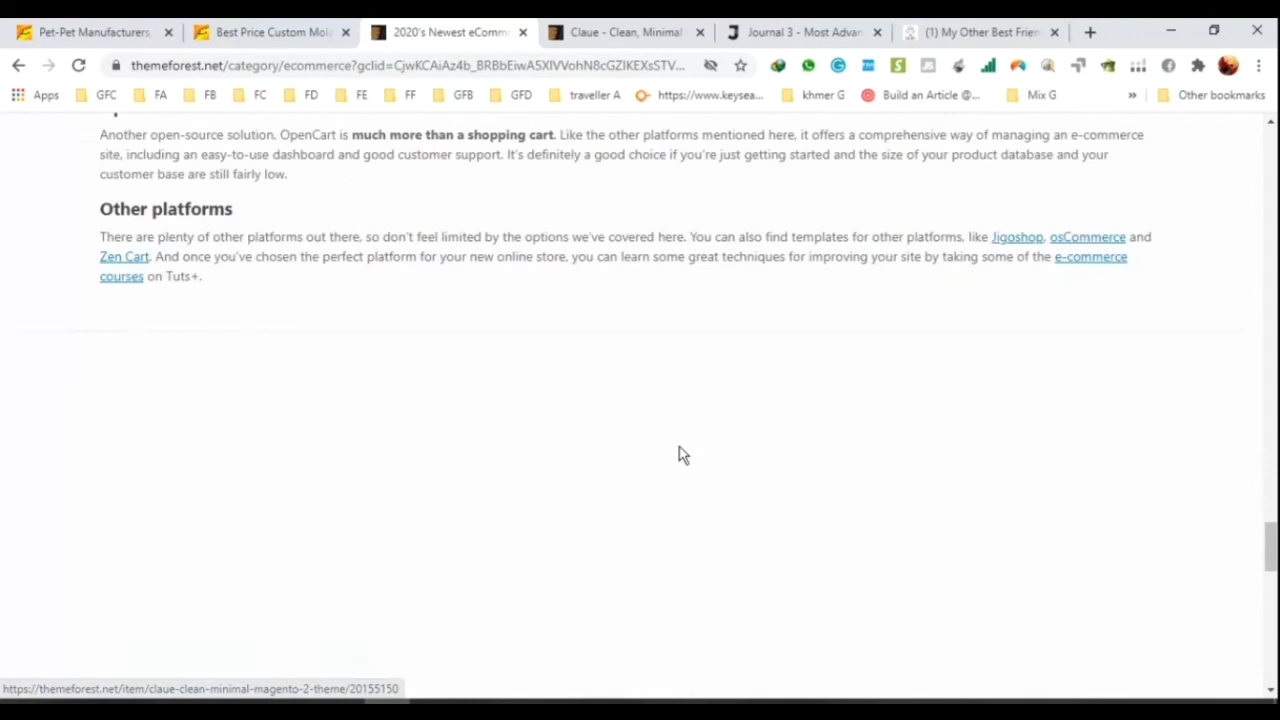 Pet-Pet Manufacturers,
Best Price Custom Mol
2020's Newest eComm
Claue - Clean, Minimal
Journal 3 - Most Advan
(1) My Other Best Frien
themeforest.net/category/ecommerce?gclid=CjwKCAiAz4b_BRBbEiwA5XlVVohN8cGZIKEXsSTV...
Apps
GFC
FA
FB
FC
FD
FE
FF
GFB
GFD
traveller A
https://www.keysea...
khmer G
Build an Article @...
Mix G
»
Other bookmarks
Another open-source solution, OpenCart is much more than a shopping cart. Like the other platforms mentioned here, it offers a comprehensive way of managing an e-commerce
site, including an easy-to-use dashboard and good customer support. It's definitely a good choice if you're just getting started and the size of your product database and your
customer base are still fairly low.
Other platforms
There are plenty of other platforms out there, so don't feel limited by the options we've covered here. You can also find templates for other platforms, like Jigoshop, osCommerce and
Zen Cart. And once you've chosen the perfect platform for your new online store, you can learn some great techniques for improving your site by taking some of the e-commerce
courses on Tuts+.
https://themeforest.net/item/claue-clean-minimal-magento-2-theme/20155150